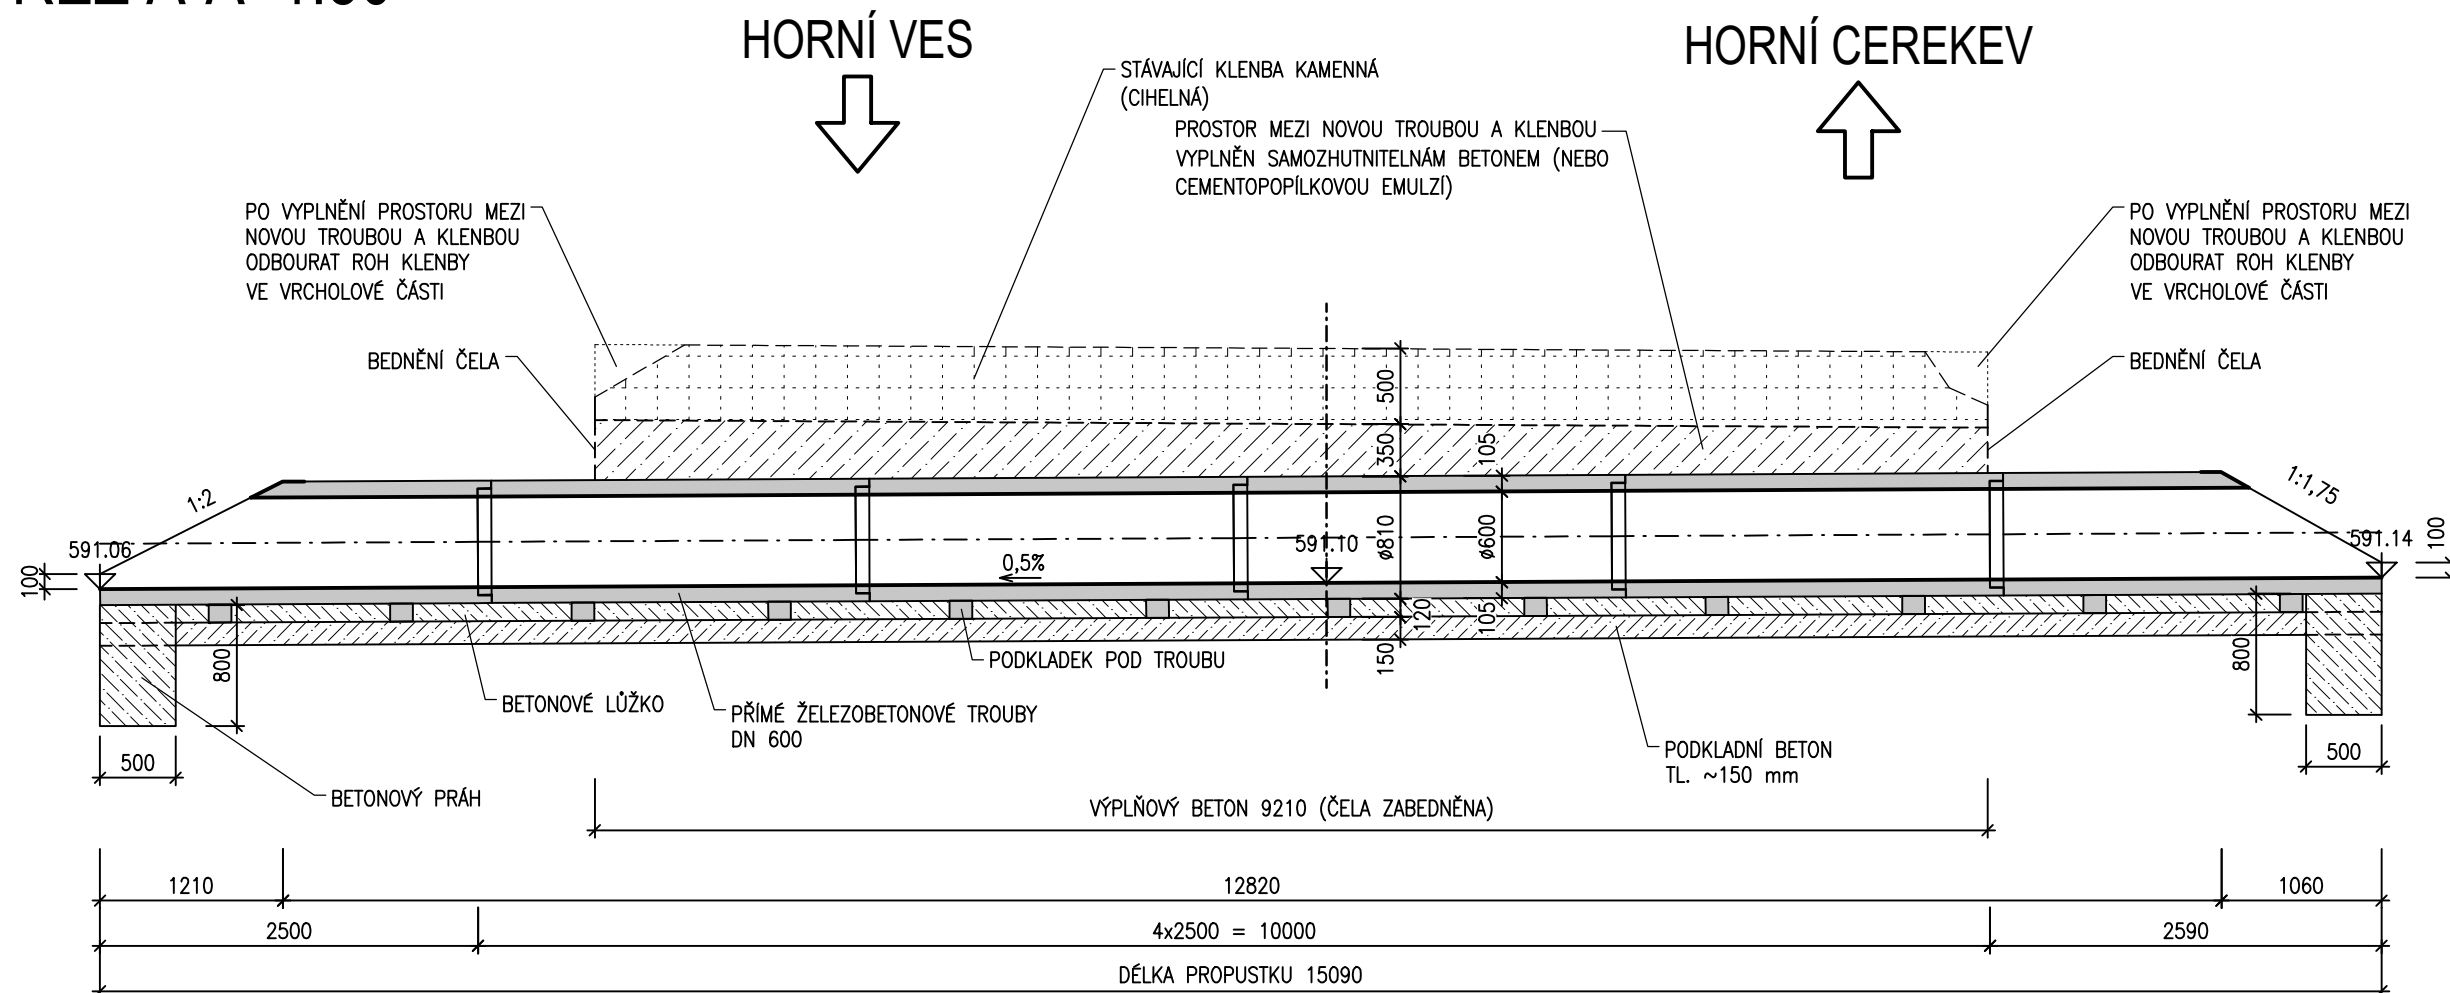 HORNÍ VES
HORNÍ CEREKEV
STÁVAJÍCÍ KLENBA KAMENNÁ
(CIHELNÁ)
PROSTOR MEZI NOVOU TROUBOU A KLENBOU
VYPLNĚN SAMOZHUTNITELNÁM BETONEM (NEBO
CEMENTOPOPÍLKOVOU EMULZÍ)
PO VYPLNĚNÍ PROSTORU MEZI
NOVOU TROUBOU A KLENBOU
ODBOURAT ROH KLENBY
VE VRCHOLOVÉ ČÁSTI
PO VYPLNĚNÍ PROSTORU MEZI
NOVOU TROUBOU A KLENBOU
ODBOURAT ROH KLENBY
VE VRCHOLOVÉ ČÁSTI
BEDNĚNÍ ČELA
BEDNĚNÍ ČELA
500
350
105
1:2
1:1,75
591.06
591.10
591.14
ø810
ø600
100
100
0,5%
120
105
150
800
800
PODKLADEK POD TROUBU
BETONOVÉ LŮŽKO
PŘÍMÉ ŽELEZOBETONOVÉ TROUBY
DN 600
PODKLADNÍ BETON
TL. ~150 mm
500
500
BETONOVÝ PRÁH
VÝPLŇOVÝ BETON 9210 (ČELA ZABEDNĚNA)
1210
12820
1060
2500
4x2500 = 10000
2590
DÉLKA PROPUSTKU 15090